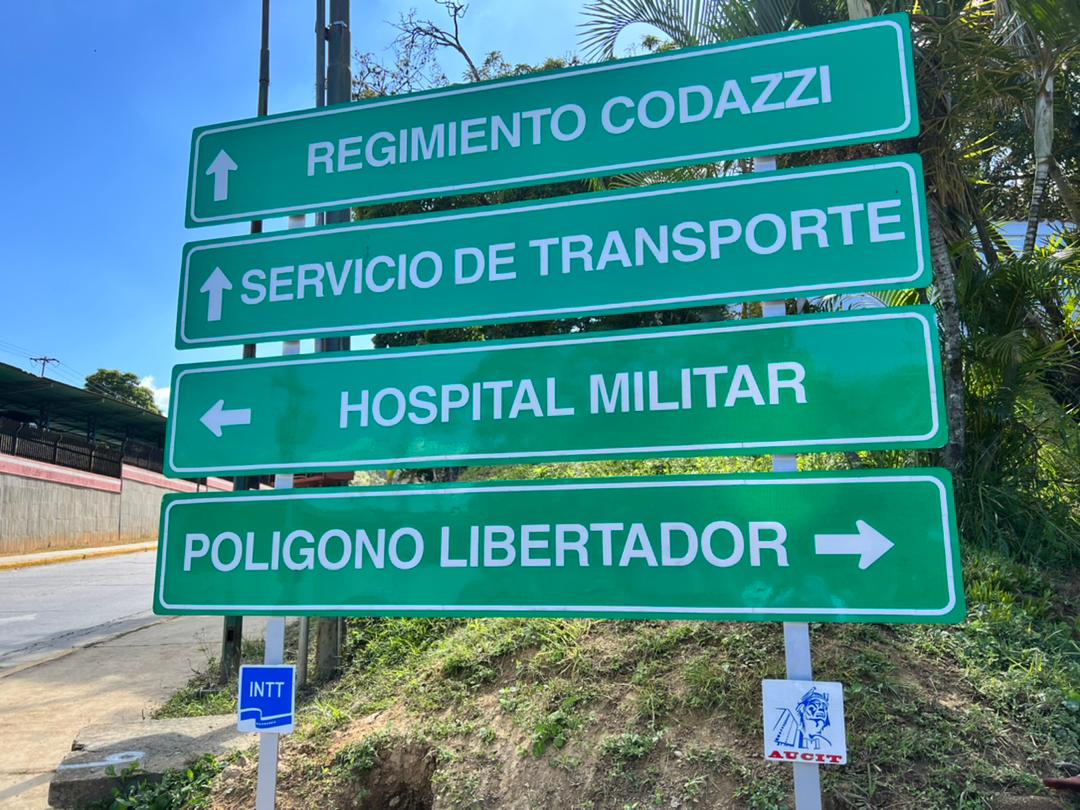 REGIMIENTO CODAZZI
SERVICIO DE TRANSPORTE
HOSPITAL MILITAR
POLIGONO LIBERTADOR
INTT
AUCIT